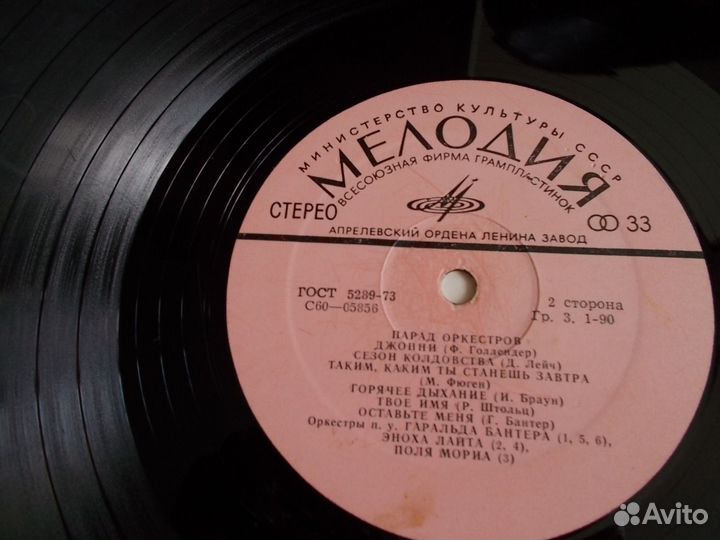 МИНИСТЕРСТВО КУЛЬТУРЫ СССР
МЕЛОДИЯ
ВСЕСОЮЗНАЯ ФИРМА ГРАМПЛАСТИНОК
СТЕРЕО
33
АПРЕЛЕВСКИЙ ОРДЕНА ЛЕНИНА ЗАВОД
ГОСТ 5289-73
С60—05856
2 сторона
Гр. 3. 1-90
ПАРАД ОРКЕСТРОВ
ДЖОННИ (Ф. Голлендер)
СЕЗОН КОЛДОВСТВА (Д. Лейч)
ТАКИМ, КАКИМ ТЫ СТАНЕШЬ ЗАВТРА
(М. Фюген)
ГОРЯЧЕЕ ДЫХАНИЕ (И. Браун)
ТВОЕ ИМЯ (Р. Штольц)
ОСТАВЬТЕ МЕНЯ (Г. Бантер)
Оркестры п. у. ГАРАЛЬДА БАНТЕРА (1, 5, 6),
ЭНОХА ЛАЙТА (2, 4),
ПОЛЯ МОРИА (3)
Avito